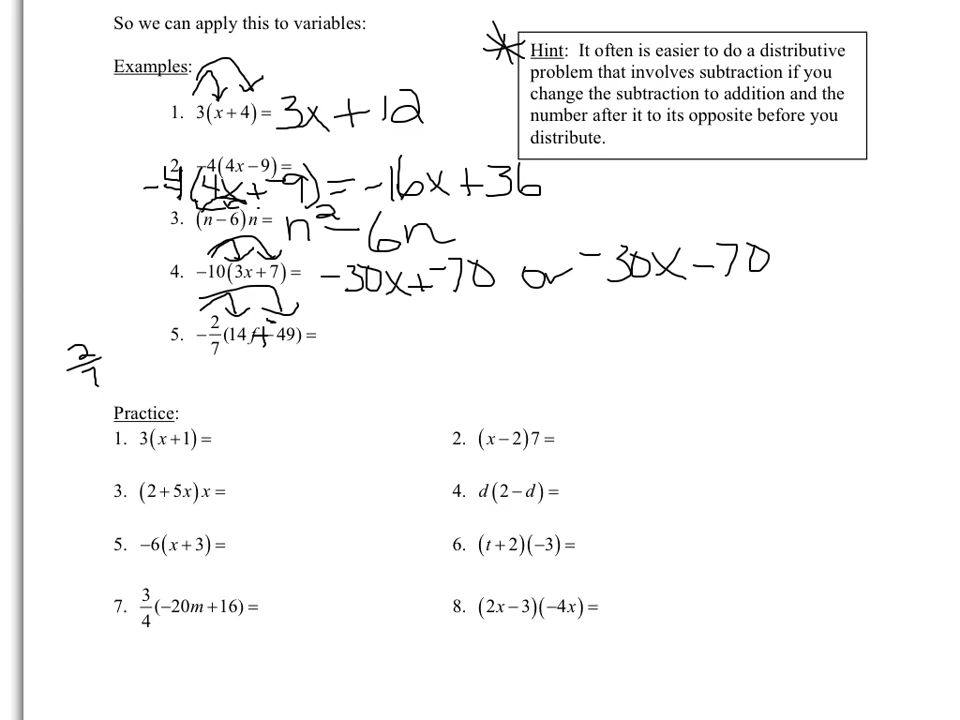 So we can apply this to variables:
Hint: It often is easier to do a distributive
problem that involves subtraction if you
change the subtraction to addition and the
number after it to its opposite before you
distribute.
Examples:
1. 3(x+4)= 3x+12
2. -4(4x-9)=
-4(4x+-9)=-16x+36
3. (n-6)n= n²-6n
4. -10(3x+7)= -30x+-70 or -30x-70
5. -2/7(14 + -49)=
2/7
Practice:
1. 3(x+1)=
2. (x-2)7=
3. (2+5x)x=
4. d(2-d)=
5. -6(x+3)=
6. (t+2)(-3)=
7. 3/4(-20m+16)=
8. (2x-3)(-4x)=